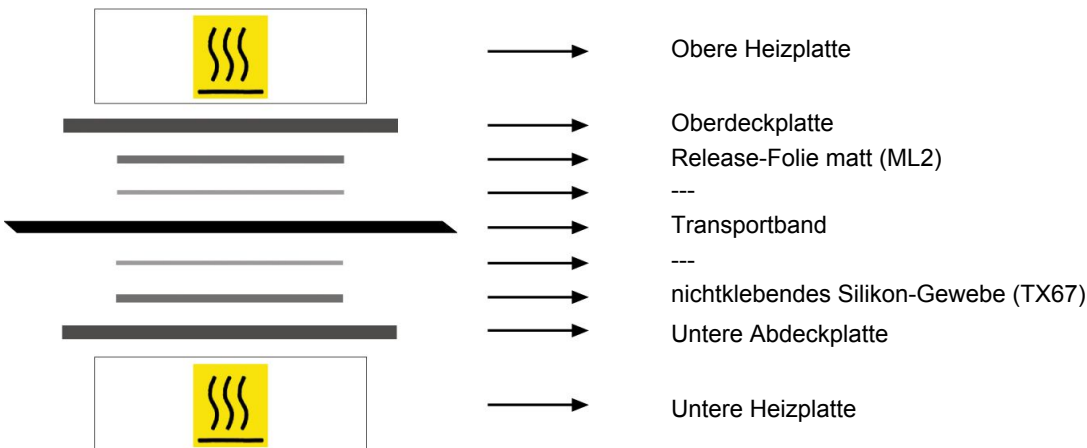 Obere Heizplatte
Oberdeckplatte
Release-Folie matt (ML2)
---
Transportband
---
nichtklebendes Silikon-Gewebe (TX67)
Untere Abdeckplatte
Untere Heizplatte